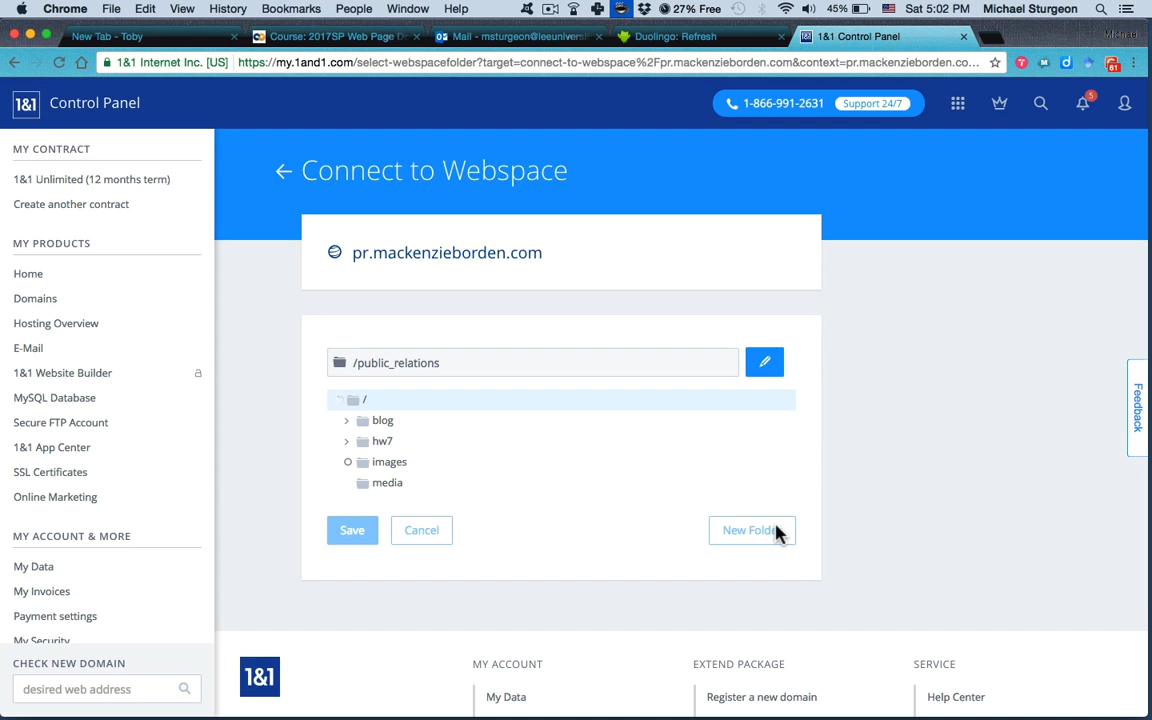 Chrome File Edit View History Bookmarks People Window Help 27% Free 45% Sat 5:02 PM Michael Sturgeon
New Tab - Toby Course: 2017SP Web Page D Mail - msturgeon@leeuniversi Duolingo: Refresh 1&1 Control Panel Michael
1&1 Internet Inc. [US] https://my.1and1.com/select-webspacefolder?target=connect-to-webspace%2Fpr.mackenzieborden.com&context=pr.mackenzieborden.co... 61
1&1 Control Panel 1-866-991-2631 Support 24/7 5
MY CONTRACT
1&1 Unlimited (12 months term)
Create another contract
MY PRODUCTS
Home
Domains
Hosting Overview
E-Mail
1&1 Website Builder
MySQL Database
Secure FTP Account
1&1 App Center
SSL Certificates
Online Marketing
MY ACCOUNT & MORE
My Data
My Invoices
Payment settings
My Security
CHECK NEW DOMAIN
desired web address
Connect to Webspace
pr.mackenzieborden.com
/public_relations
/
blog
hw7
images
media
Save Cancel New Folder
Feedback
1&1
MY ACCOUNT EXTEND PACKAGE SERVICE
My Data Register a new domain Help Center